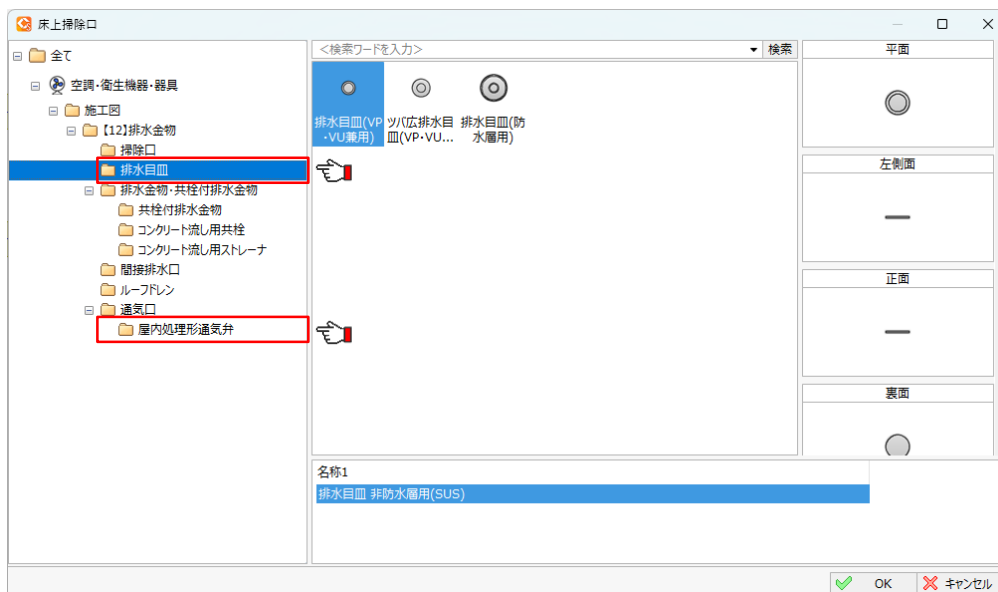 床上掃除口
全て
空調・衛生機器・器具
施工図
【12】排水金物
掃除口
排水目皿
排水金物・共栓付排水金物
共栓付排水金物
コンクリート流し用共栓
コンクリート流し用ストレーナ
間接排水口
ルーフドレン
通気口
屋内処理形通気弁
<検索ワードを入力>
検索
排水目皿(VP
・VU兼用)
ツバ広排水目
皿(VP・VU...
排水目皿(防
水層用)
名称1
排水目皿 非防水層用(SUS)
平面
左側面
正面
裏面
OK
キャンセル